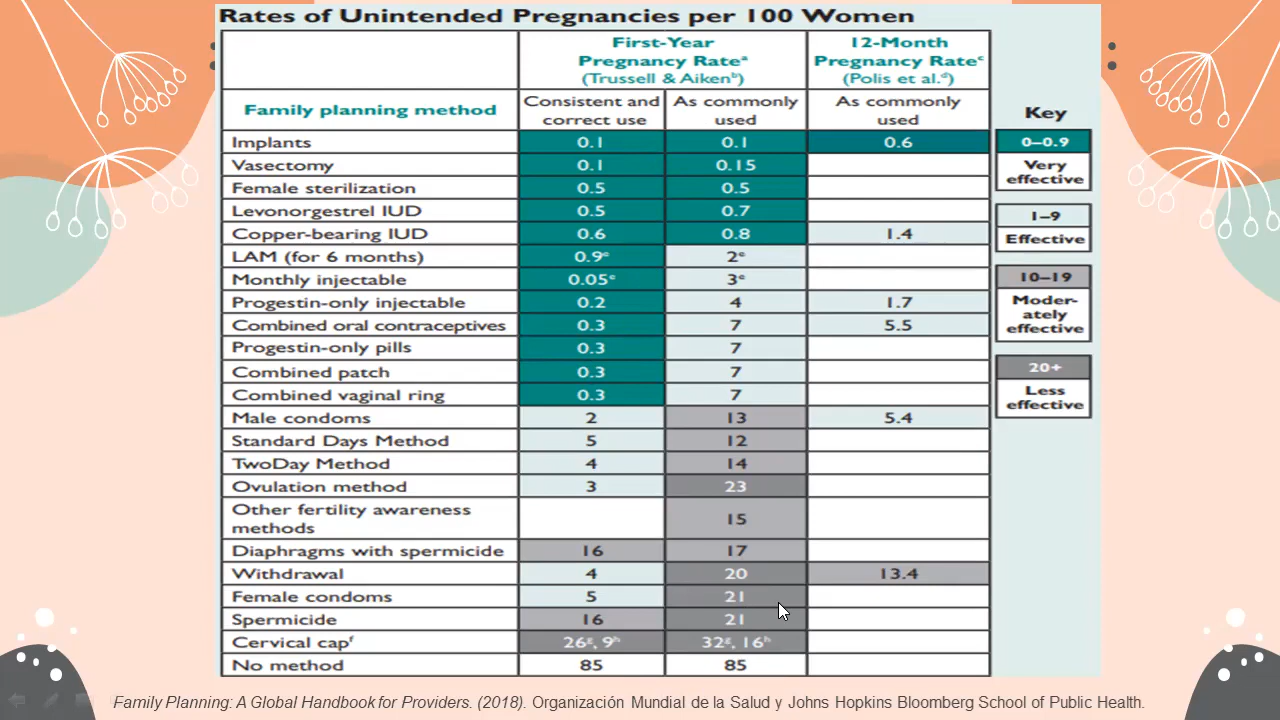 Rates of Unintended Pregnancies per 100 Women
First-Year
Pregnancy Rateᵃ
(Trussell & Aikenᵇ)
12-Month
Pregnancy Rateᶜ
(Polis et al.ᵈ)
Family planning method
Consistent and
correct use
As commonly
used
As commonly
used
Implants 0.1 0.1 0.6
Vasectomy 0.1 0.15
Female sterilization 0.5 0.5
Levonorgestrel IUD 0.5 0.7
Copper-bearing IUD 0.6 0.8 1.4
LAM (for 6 months) 0.9ᵉ 2ᵉ
Monthly injectable 0.05ᵉ 3ᵉ
Progestin-only injectable 0.2 4 1.7
Combined oral contraceptives 0.3 7 5.5
Progestin-only pills 0.3 7
Combined patch 0.3 7
Combined vaginal ring 0.3 7
Male condoms 2 13 5.4
Standard Days Method 5 12
TwoDay Method 4 14
Ovulation method 3 23
Other fertility awareness
methods 15
Diaphragms with spermicide 16 17
Withdrawal 4 20 13.4
Female condoms 5 21
Spermicide 16 21
Cervical capᶠ 26ᵍ, 9ʰ 32ᵍ, 16ʰ
No method 85 85
Key
0–0.9
Very
effective
1–9
Effective
10–19
Moder-
ately
effective
20+
Less
effective
Family Planning: A Global Handbook for Providers. (2018). Organización Mundial de la Salud y Johns Hopkins Bloomberg School of Public Health.